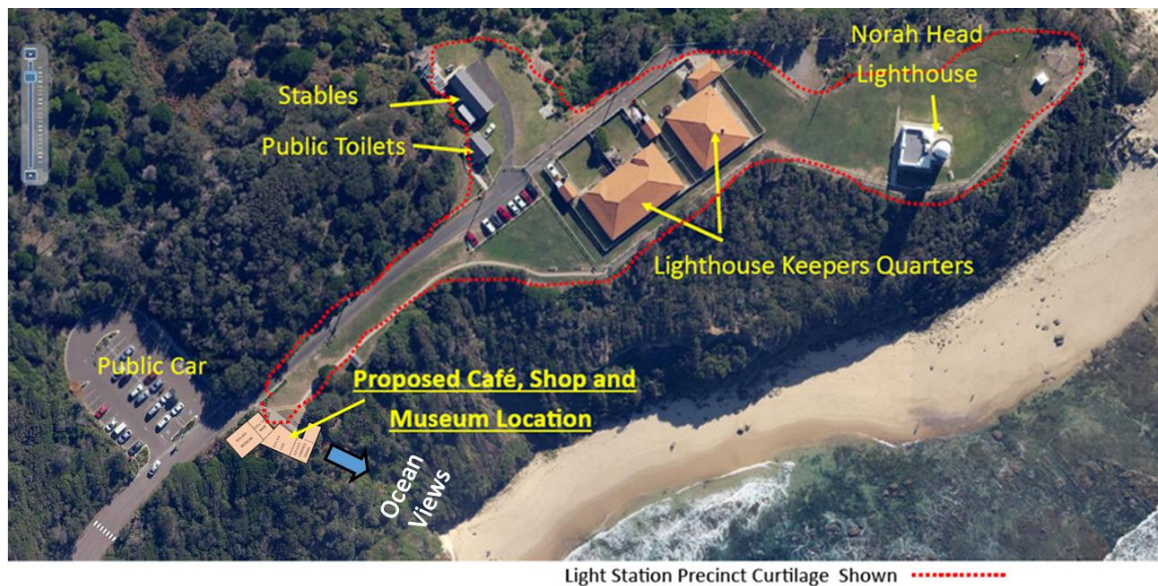 Norah Head
Lighthouse
Stables
Public Toilets
Lighthouse Keepers Quarters
Public Car
Proposed Café, Shop and
Museum Location
Ocean
Views
Light Station Precinct Curtilage Shown